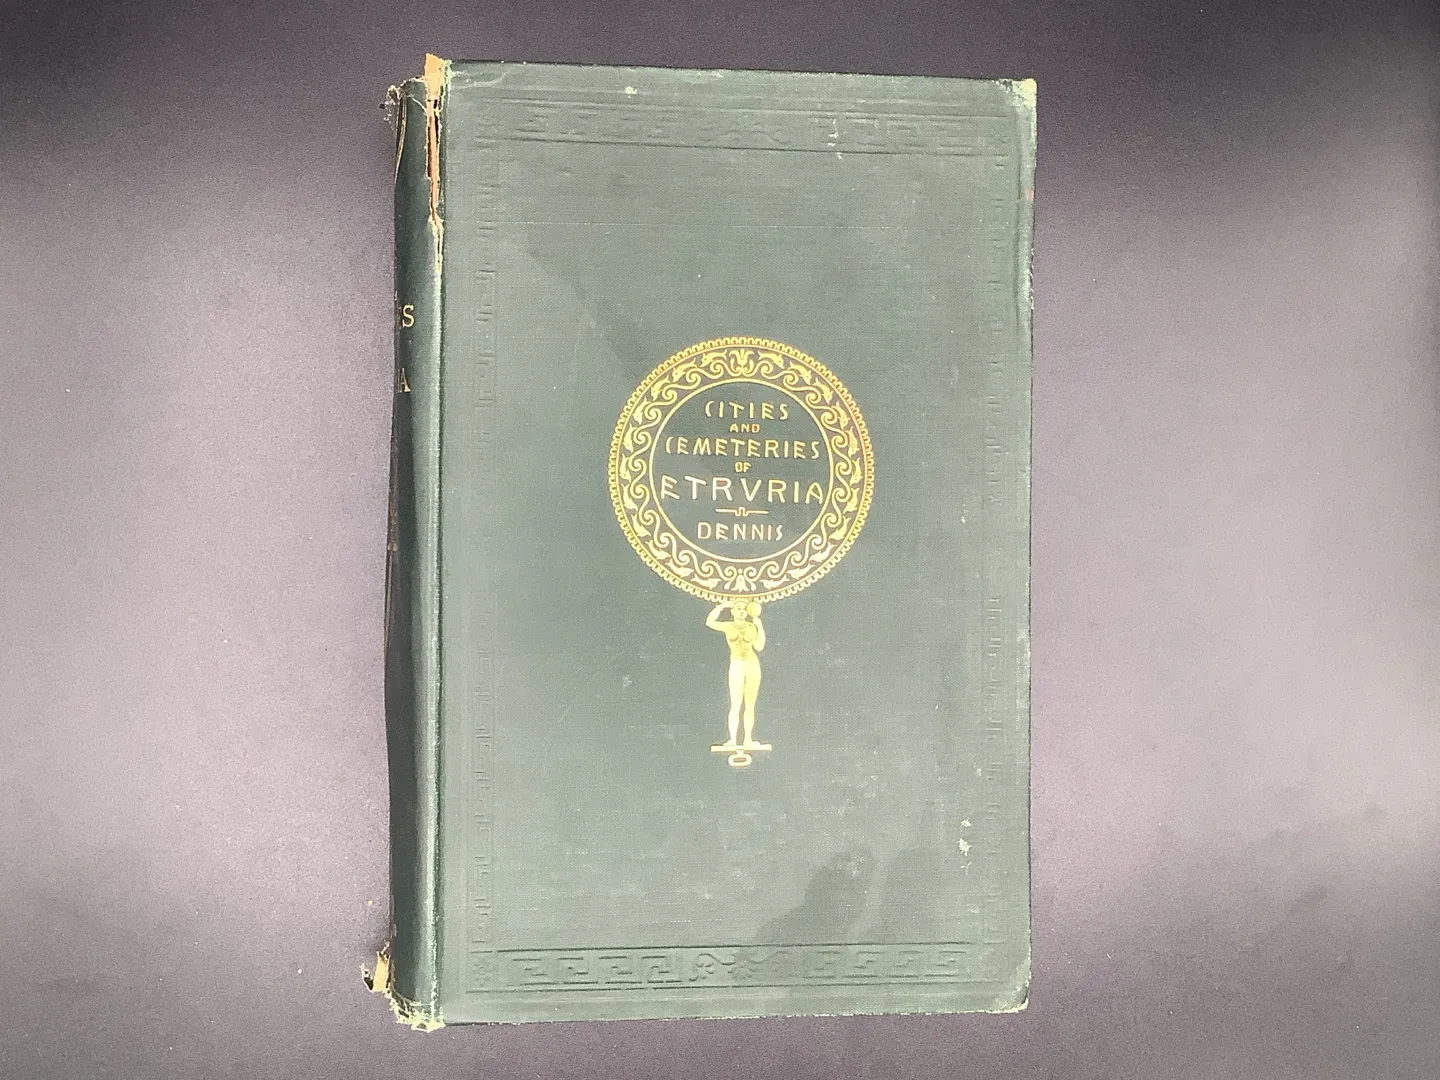 CITIES
AND
CEMETERIES
OF
ETRVRIA
DENNIS